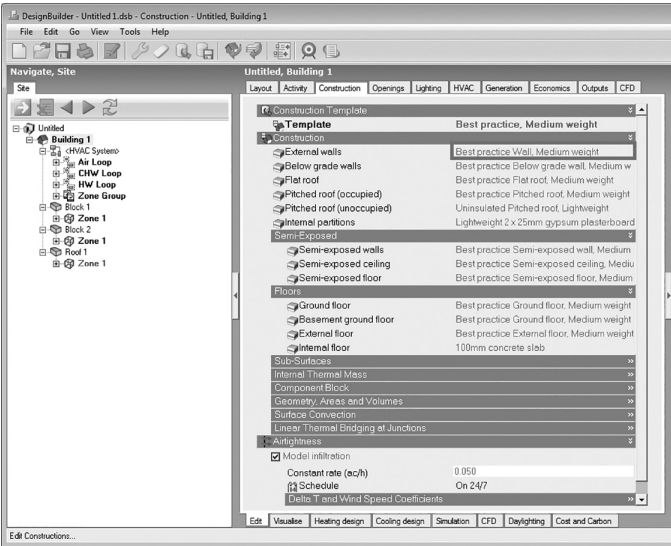 DesignBuilder - Untitled 1.dsb - Construction - Untitled, Building 1
File Edit Go View Tools Help
Navigate, Site
Site
Untitled
Building 1
<HVAC System>
Air Loop
CHW Loop
HW Loop
Zone Group
Block 1
Zone 1
Block 2
Zone 1
Roof 1
Zone 1
Untitled, Building 1
Layout Activity Construction Openings Lighting HVAC Generation Economics Outputs CFD
Construction Template
Template Best practice, Medium weight
Construction
External walls Best practice Wall, Medium weight
Below grade walls Best practice Below grade wall, Medium w
Flat roof Best practice Flat roof, Medium weight
Pitched roof (occupied) Best practice Pitched roof, Medium weight
Pitched roof (unoccupied) Uninsulated Pitched roof, Lightweight
Internal partitions Lightweight 2 x 25mm gypsum plasterboard
Semi-Exposed
Semi-exposed walls Best practice Semi-exposed wall, Medium
Semi-exposed ceiling Best practice Semi-exposed ceiling, Mediu
Semi-exposed floor Best practice Semi-exposed floor, Medium
Floors
Ground floor Best practice Ground floor, Medium weight
Basement ground floor Best practice Ground floor, Medium weight
External floor Best practice External floor, Medium weight
Internal floor 100mm concrete slab
Sub-Surfaces
Internal Thermal Mass
Component Block
Geometry, Areas and Volumes
Surface Convection
Linear Thermal Bridging at Junctions
Airtightness
Model infiltration
Constant rate (ac/h) 0.050
Schedule On 24/7
Delta T and Wind Speed Coefficients
Edit Visualise Heating design Cooling design Simulation CFD Daylighting Cost and Carbon
Edit Constructions...